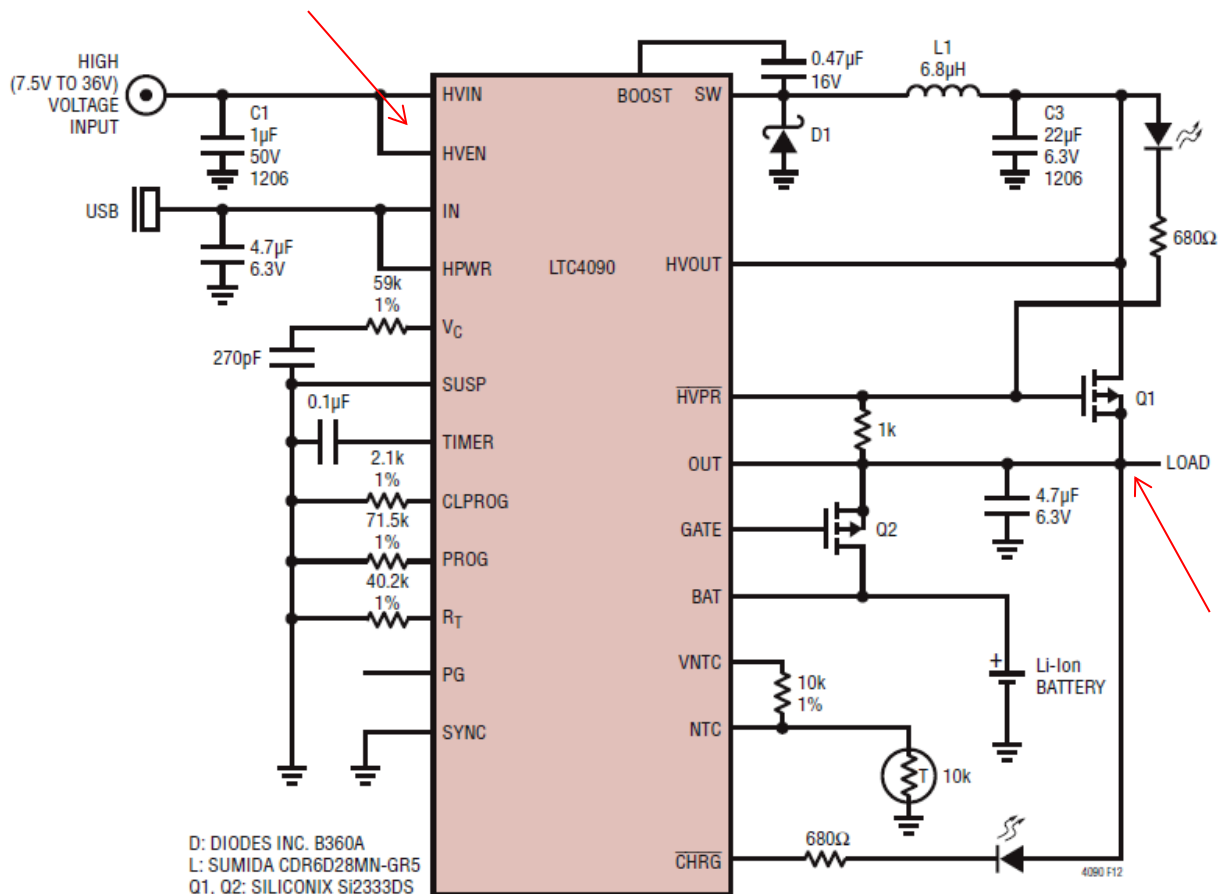 HIGH
(7.5V TO 36V)
VOLTAGE
INPUT
C1
1µF
50V
1206
USB
4.7µF
6.3V
59k
1%
270pF
0.1µF
2.1k
1%
71.5k
1%
40.2k
1%
HVIN
HVEN
IN
HPWR
VC
SUSP
TIMER
CLPROG
PROG
RT
PG
SYNC
LTC4090
BOOST
SW
HVOUT
HVPR
OUT
GATE
BAT
VNTC
NTC
CHRG
0.47µF
16V
D1
L1
6.8µH
C3
22µF
6.3V
1206
680Ω
Q1
1k
LOAD
4.7µF
6.3V
Q2
Li-Ion
BATTERY
+
10k
1%
T
10k
680Ω
4090 F12
D: DIODES INC. B360A
L: SUMIDA CDR6D28MN-GR5
Q1, Q2: SILICONIX Si2333DS